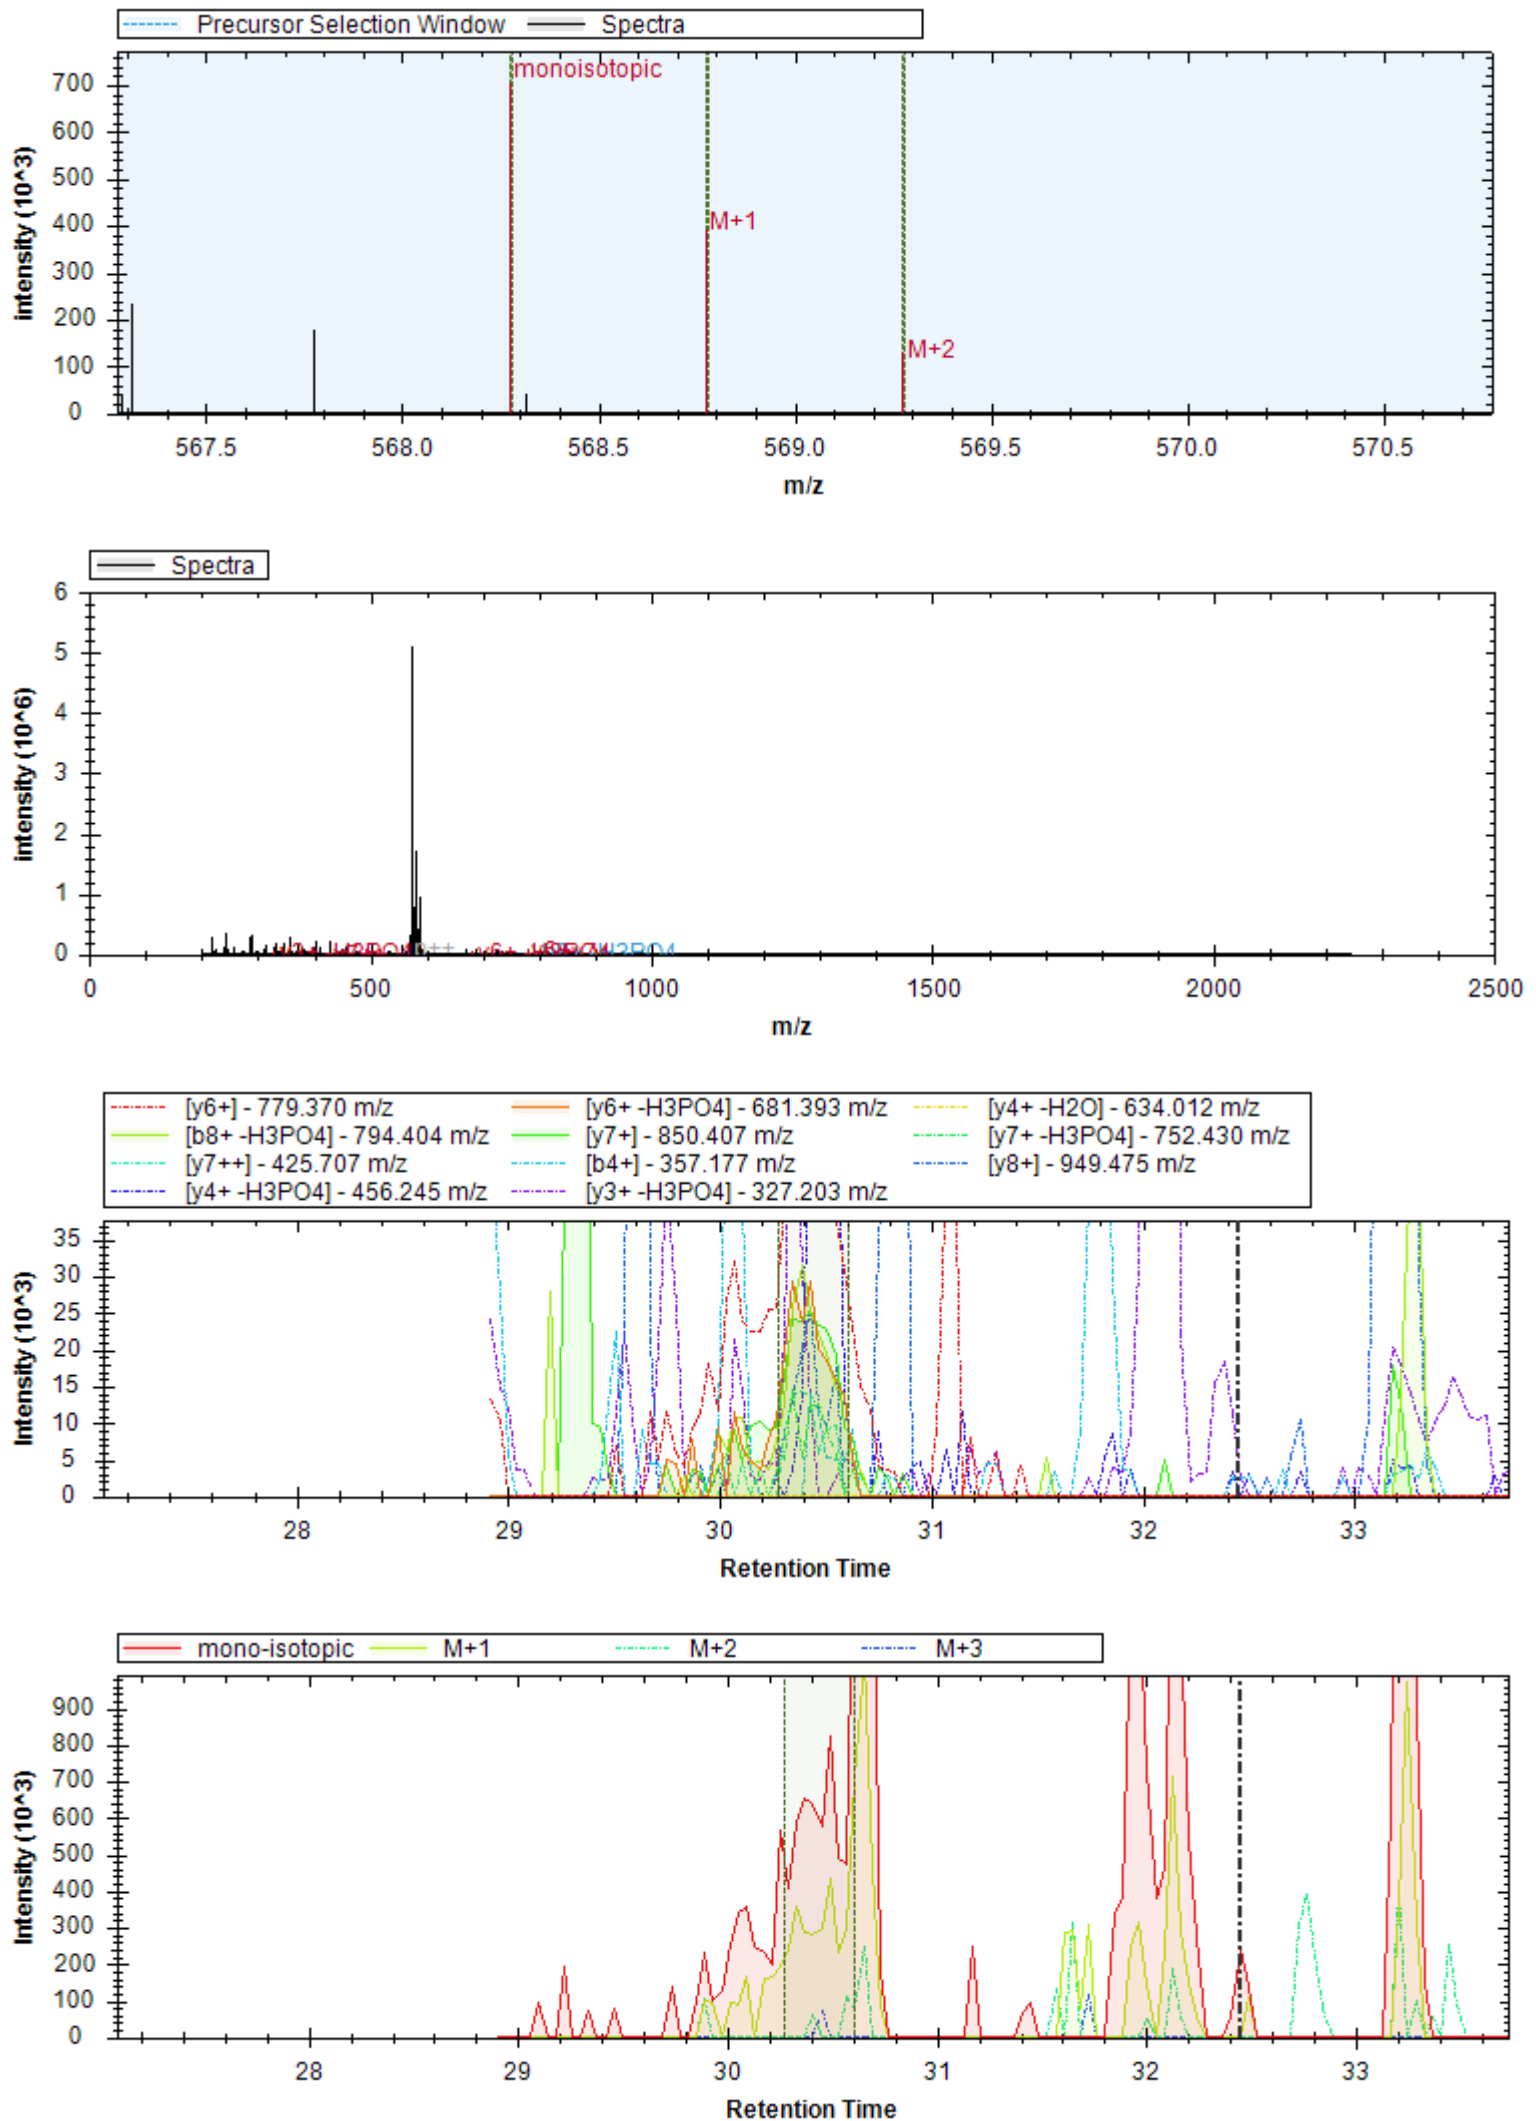 Precursor Selection Window Spectra
intensity (10^3)
700
600
500
400
300
200
100
0
monoisotopic
M+1
M+2
567.5 568.0 568.5 569.0 569.5 570.0 570.5
m/z
Spectra
intensity (10^6)
6
5
4
3
2
1
0
0 500 1000 1500 2000 2500
m/z
[y6+] - 779.370 m/z [y6+ -H3PO4] - 681.393 m/z [y4+ -H2O] - 634.012 m/z
[b8+ -H3PO4] - 794.404 m/z [y7+] - 850.407 m/z [y7+ -H3PO4] - 752.430 m/z
[y7++] - 425.707 m/z [b4+] - 357.177 m/z [y8+] - 949.475 m/z
[y4+ -H3PO4] - 456.245 m/z [y3+ -H3PO4] - 327.203 m/z
Intensity (10^3)
35
30
25
20
15
10
5
0
28 29 30 31 32 33
Retention Time
mono-isotopic M+1 M+2 M+3
Intensity (10^3)
900
800
700
600
500
400
300
200
100
0
28 29 30 31 32 33
Retention Time